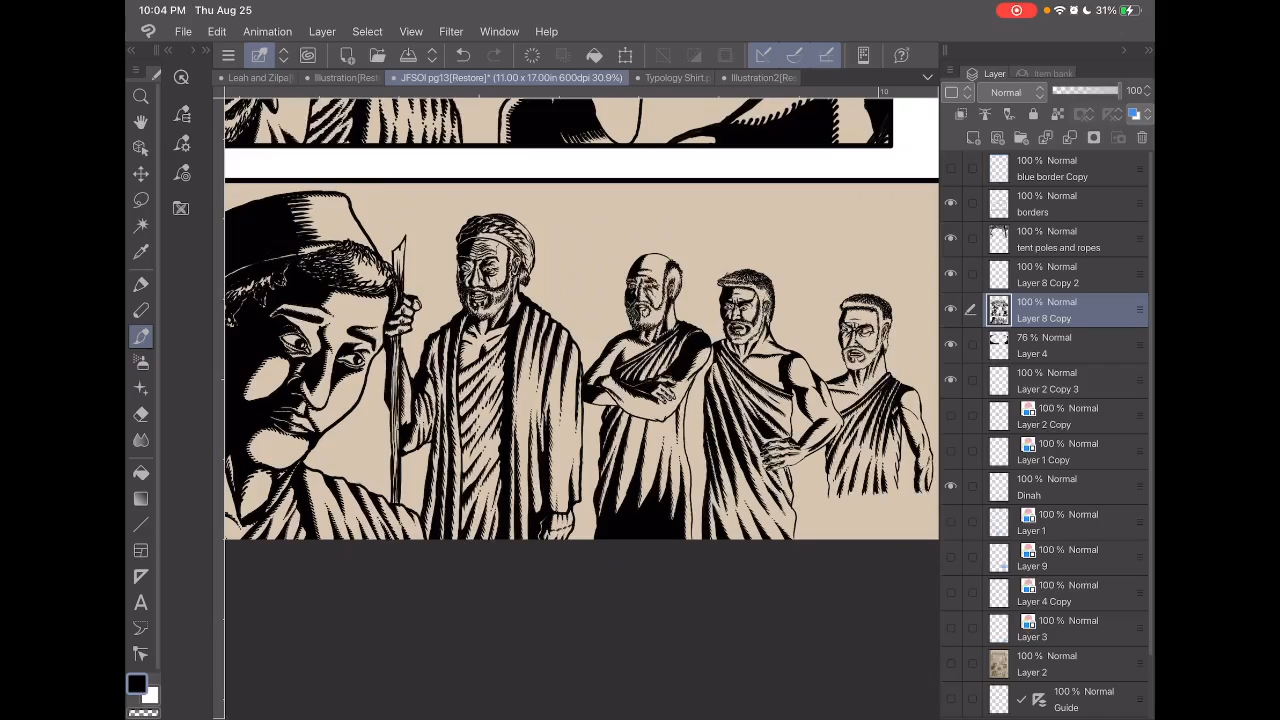 10:04 PM Thu Aug 25
31%
File Edit Animation Layer Select View Filter Window Help
Leah and Zilpa
Illustration[Rest
JFSOI pg13[Restore]* (11.00 x 17.00in 600dpi 30.9%)
Typology Shirt.
Illustration2[Res
Layer
Item bank
Normal
100
10
100 % Normal
blue border Copy
100 % Normal
borders
100 % Normal
tent poles and ropes
100 % Normal
Layer 8 Copy 2
100 % Normal
Layer 8 Copy
76 % Normal
Layer 4
100 % Normal
Layer 2 Copy 3
100 % Normal
Layer 2 Copy
100 % Normal
Layer 1 Copy
100 % Normal
Dinah
100 % Normal
Layer 1
100 % Normal
Layer 9
100 % Normal
Layer 4 Copy
100 % Normal
Layer 3
100 % Normal
Layer 2
100 % Normal
Guide